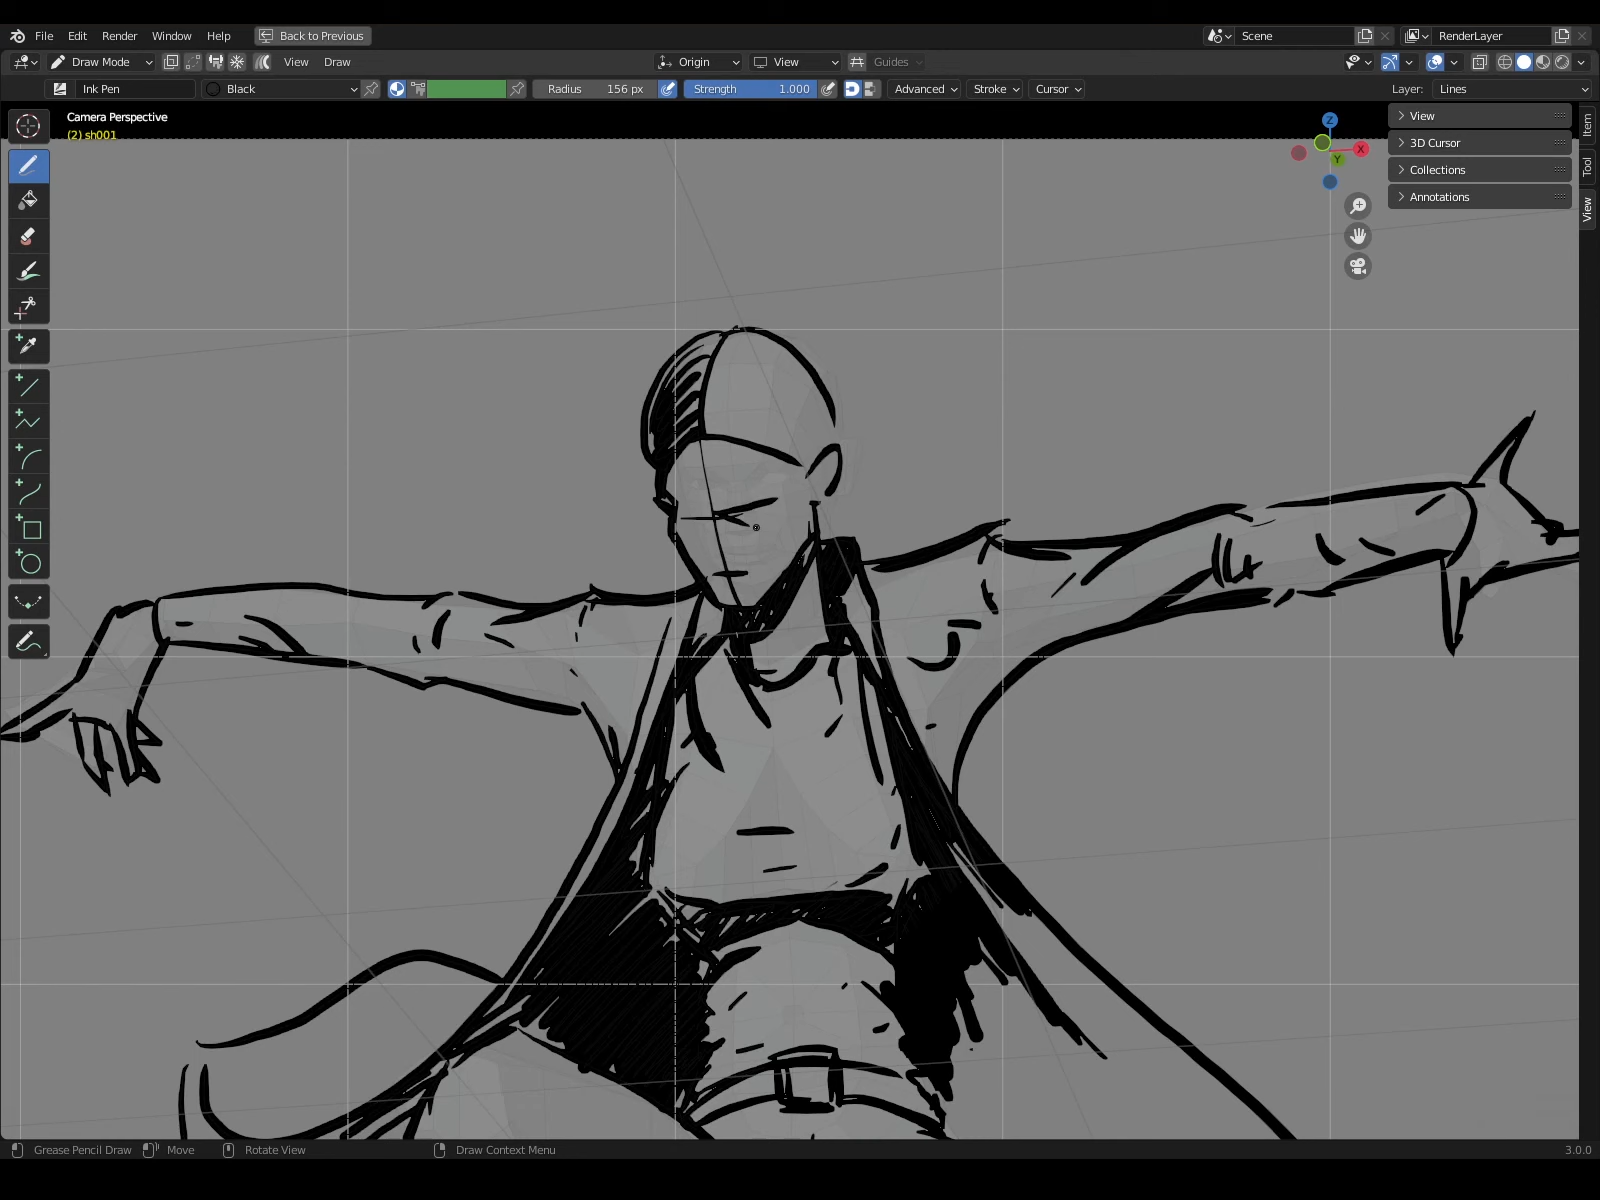 File Edit Render Window Help Back to Previous Scene RenderLayer
Draw Mode View Draw Origin View Guides
Ink Pen Black Radius 156 px Strength 1.000 Advanced Stroke Cursor Layer: Lines
Camera Perspective
(2) sh001
Z
X
Y
View
3D Cursor
Collections
Annotations
Item
Tool
View
Grease Pencil Draw Move Rotate View Draw Context Menu 3.0.0